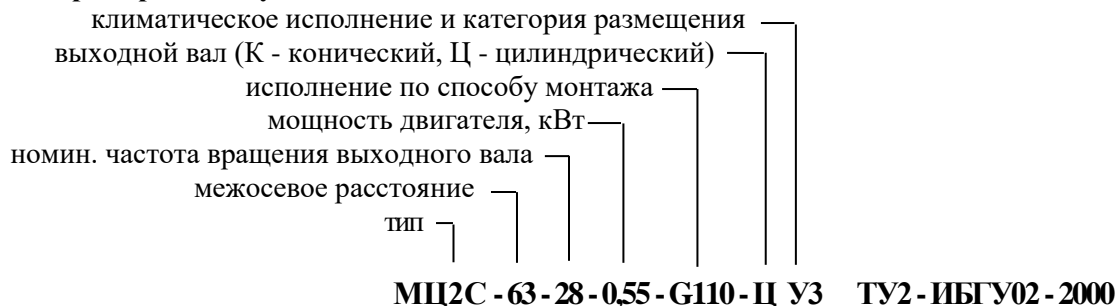 климатическое исполнение и категория размещения
выходной вал (К - конический, Ц - цилиндрический)
исполнение по способу монтажа
мощность двигателя, кВт
номин. частота вращения выходного вала
межосевое расстояние
тип
МЦ2С - 63 - 28 - 0,55 - G110 - Ц У3 ТУ2 - ИБГУ02 - 2000